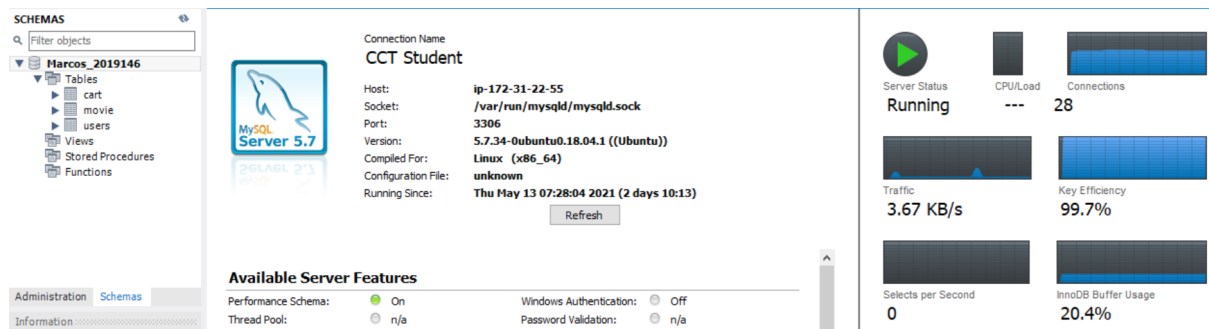 SCHEMAS
Filter objects
Marcos_2019146
Tables
cart
movie
users
Views
Stored Procedures
Functions
Administration Schemas
Information
MySQL
Server 5.7
Connection Name
CCT Student
Host: ip-172-31-22-55
Socket: /var/run/mysqld/mysqld.sock
Port: 3306
Version: 5.7.34-0ubuntu0.18.04.1 ((Ubuntu))
Compiled For: Linux (x86_64)
Configuration File: unknown
Running Since: Thu May 13 07:28:04 2021 (2 days 10:13)
Refresh
Available Server Features
Performance Schema: On Windows Authentication: Off
Thread Pool: n/a Password Validation: n/a
Server Status CPU/Load Connections
Running --- 28
Traffic Key Efficiency
3.67 KB/s 99.7%
Selects per Second InnoDB Buffer Usage
0 20.4%